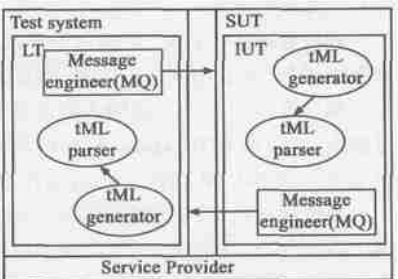 Test system
LT
Message
engineer(MQ)
tML
parser
tML
generator
SUT
IUT
tML
generator
tML
parser
Message
engineer(MQ)
Service Provider